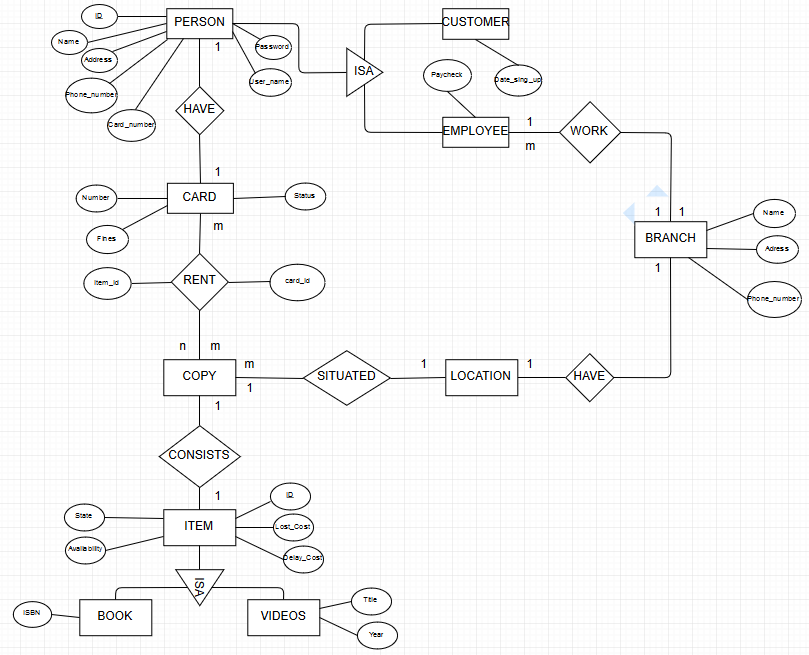 ID
PERSON
CUSTOMER
Name
Address
Password
1
ISA
Paycheck
Date_sing_up
User_name
Phone_number
HAVE
Card_number
EMPLOYEE
1
m
WORK
1
Number
CARD
Status
m
Fines
1
1
Name
BRANCH
Adress
1
Phone_number
Item_id
RENT
card_id
n
m
COPY
m
1
SITUATED
1
LOCATION
1
HAVE
1
CONSISTS
1
ID
State
ITEM
Lost_Cost
Availability
Delay_Cost
ISA
ISBN
BOOK
VIDEOS
Title
Year